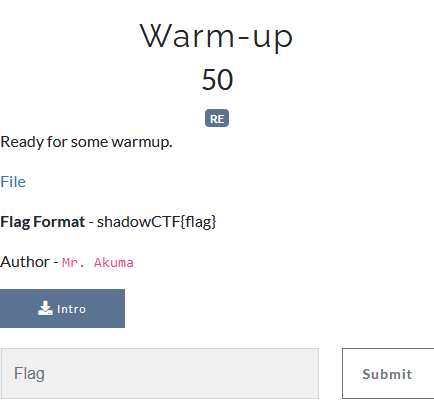 Warm-up
50
RE
Ready for some warmup.
File
Flag Format - shadowCTF{flag}
Author - Mr. Akuma
Intro
Flag
Submit